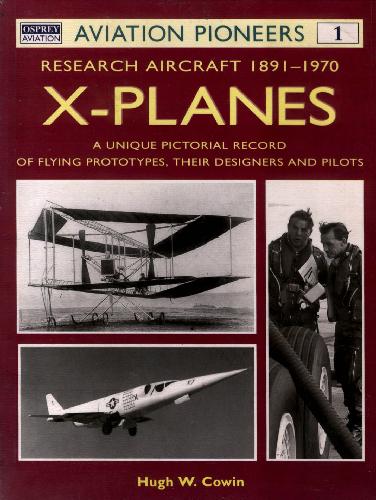 OSPREY
AVIATION
AVIATION PIONEERS
1
RESEARCH AIRCRAFT 1891–1970
X-PLANES
A UNIQUE PICTORIAL RECORD
OF FLYING PROTOTYPES, THEIR DESIGNERS AND PILOTS
Hugh W. Cowin